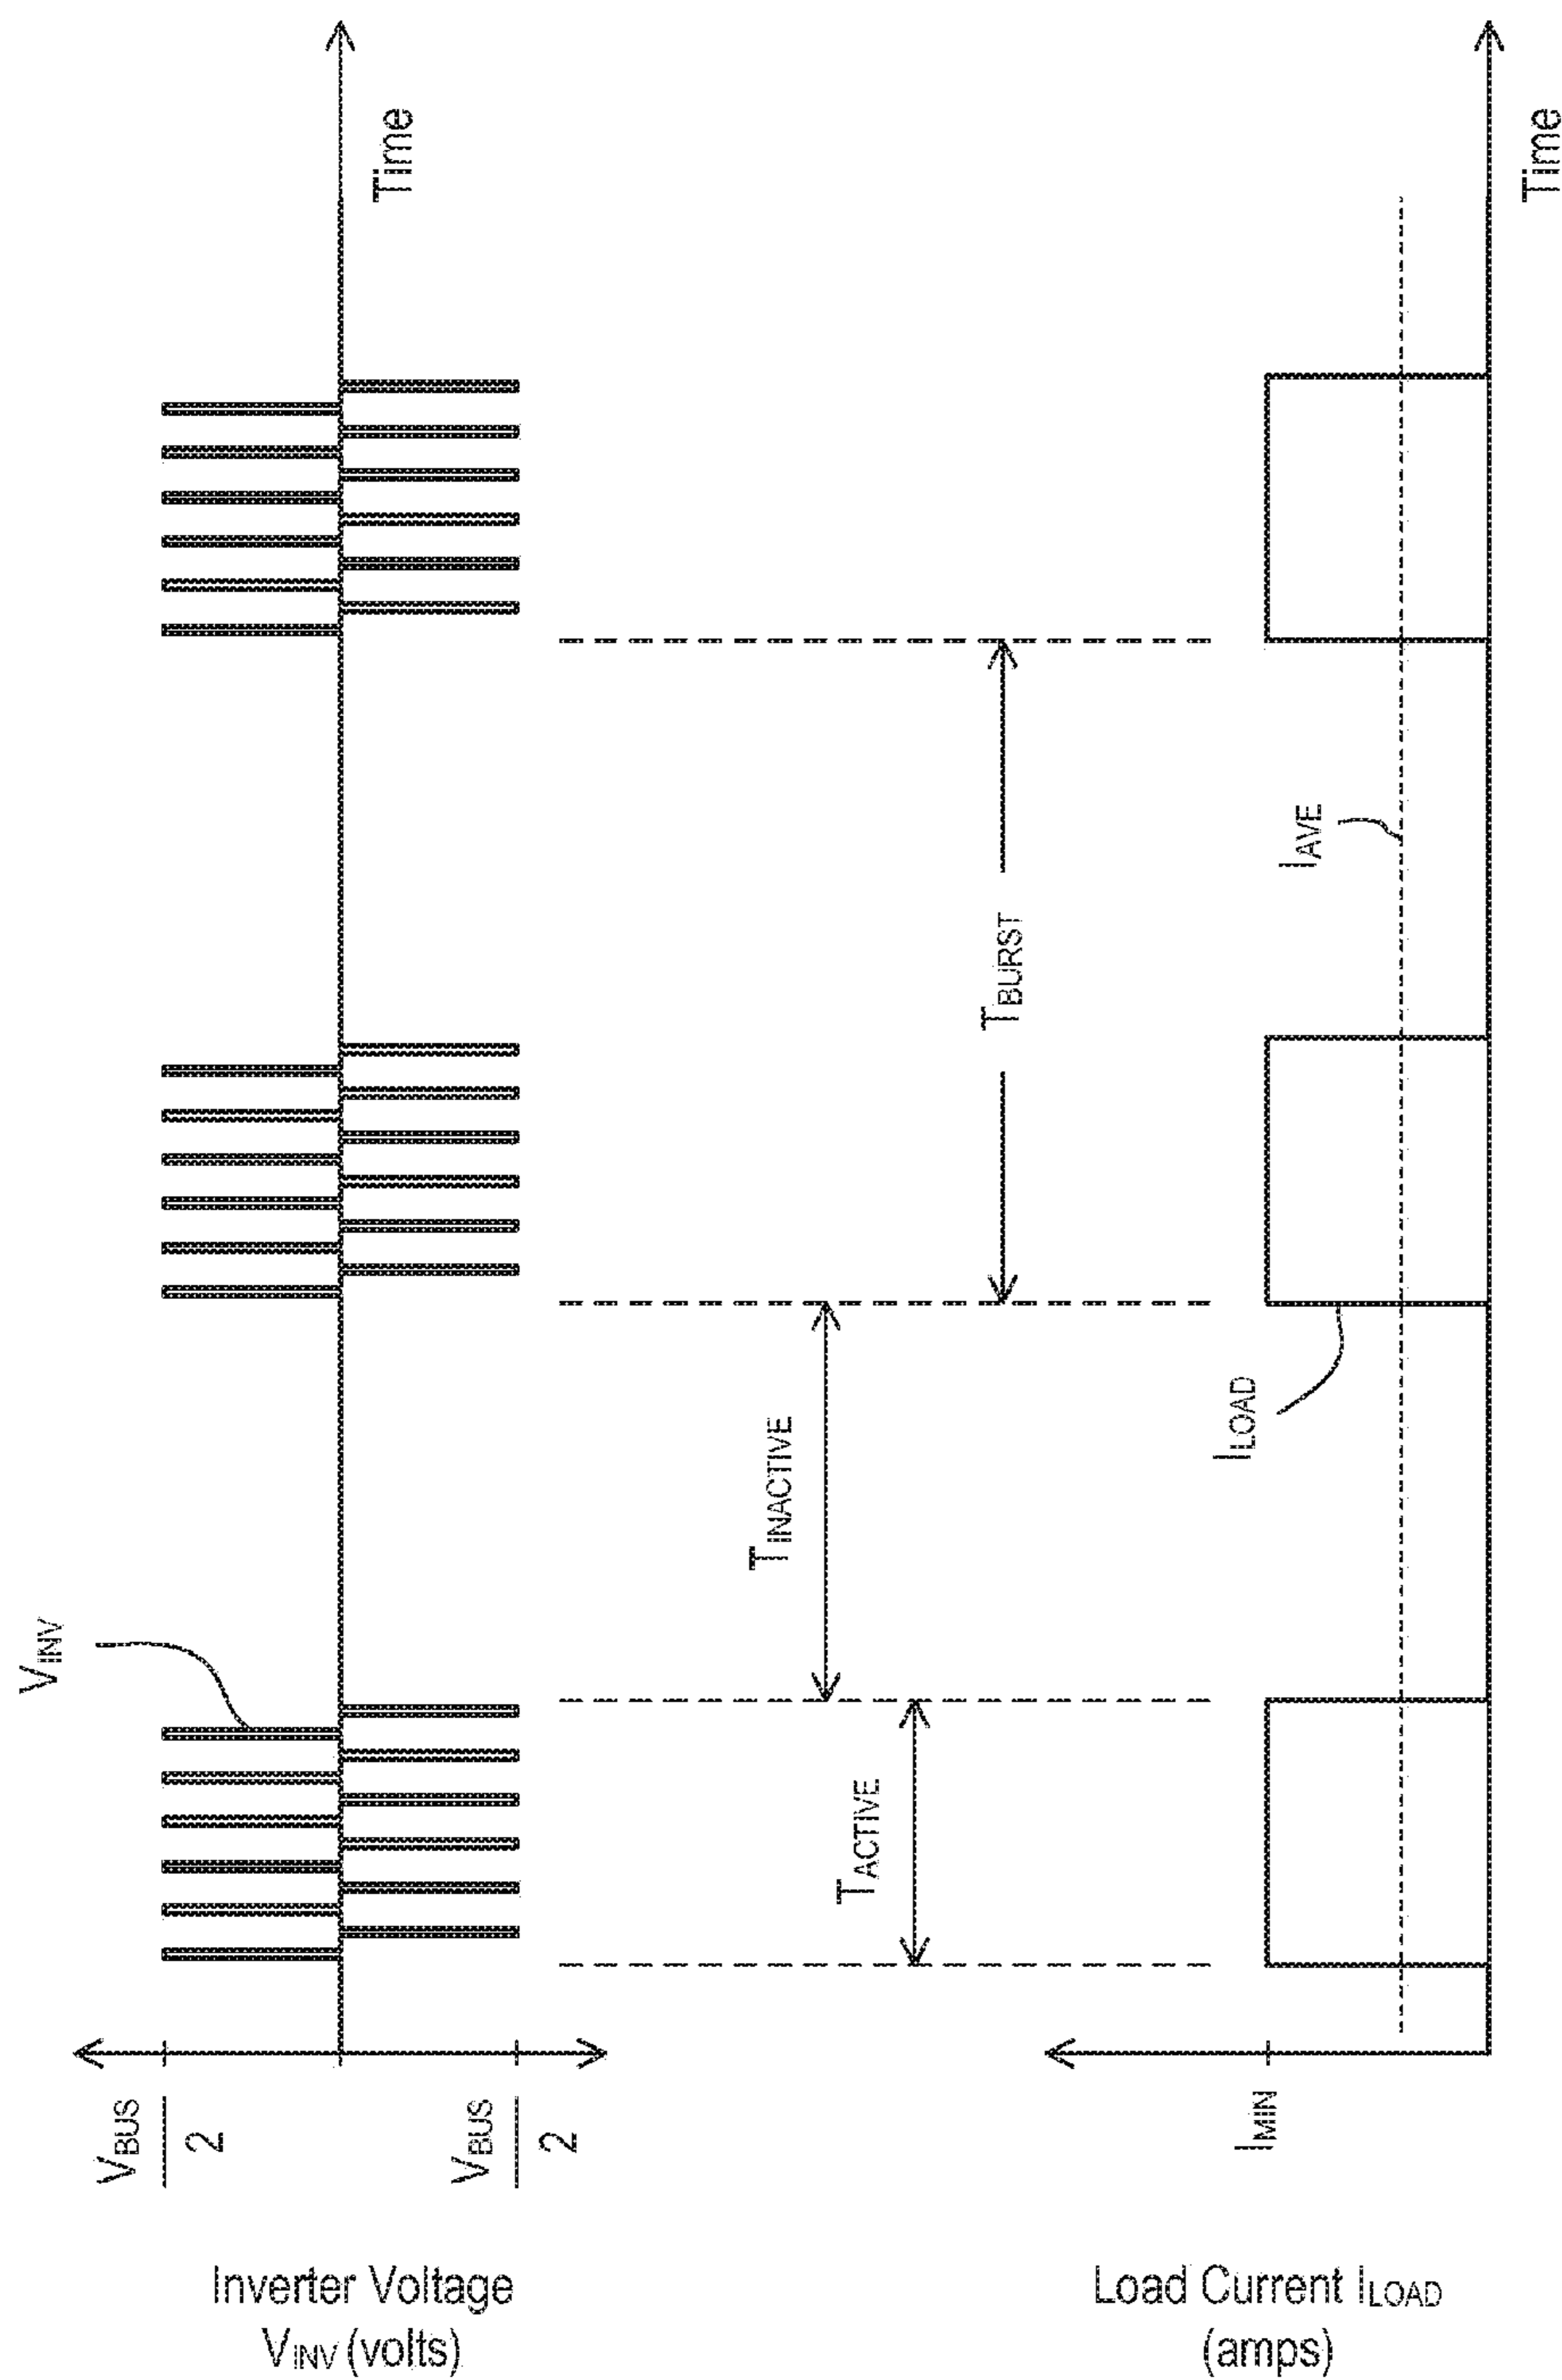 Inverter Voltage
VINV (volts)
VBUS
2
VBUS
2
VINV
Time
TACTIVE
TINACTIVE
TBURST
Load Current ILOAD
(amps)
IMIN
ILOAD
IAVE
Time